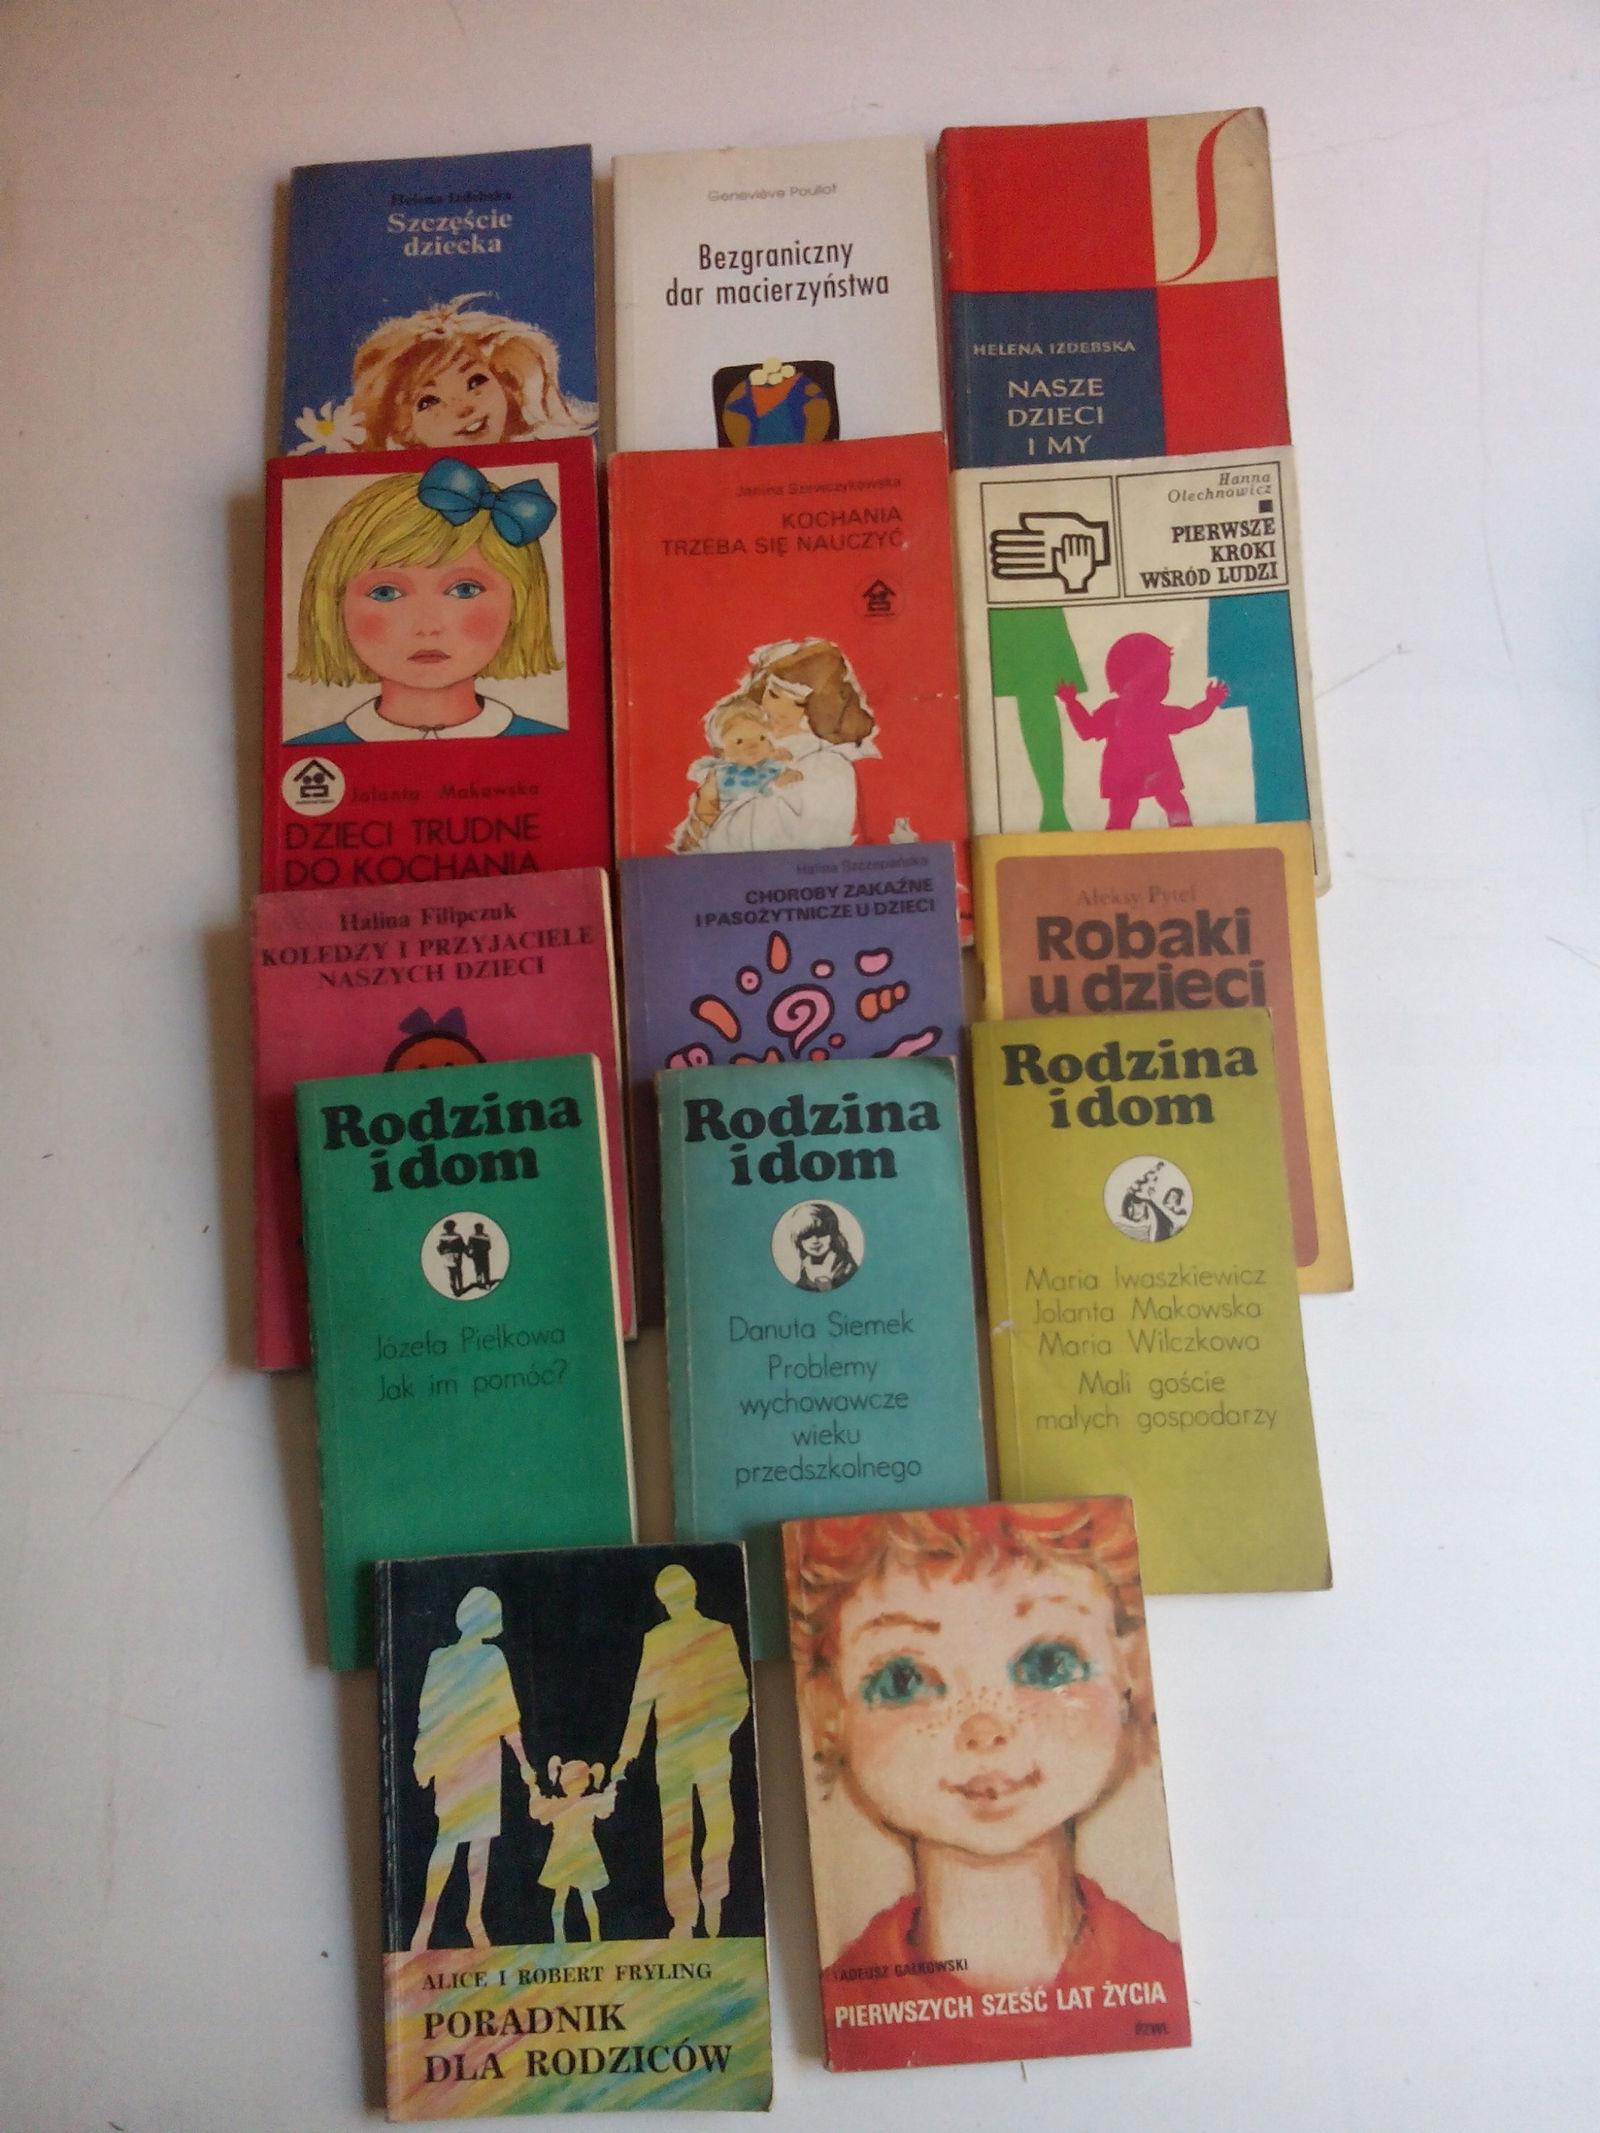 Helena Izdebska
Szczęście
dziecka
Geneviève Pouliot
Bezgraniczny
dar macierzyństwa
HELENA IZDEBSKA
NASZE
DZIECI
I MY
Jolanta Makowska
DZIECI TRUDNE
DO KOCHANIA
Janina Szewczykowska
KOCHANIA
TRZEBA SIĘ NAUCZYĆ
Hanna
Olechnowicz
PIERWSZE
KROKI
WŚRÓD LUDZI
Halina Filipczuk
KOLEDZY I PRZYJACIELE
NASZYCH DZIECI
Halina Szczepańska
CHOROBY ZAKAŹNE
I PASOŻYTNICZE U DZIECI
Aleksy Pytel
Robaki
u dzieci
Rodzina
i dom
Józefa Pielkowa
Jak im pomóc?
Rodzina
i dom
Danuta Siemek
Problemy
wychowawcze
wieku
przedszkolnego
Rodzina
i dom
Maria Iwaszkiewicz
Jolanta Makowska
Maria Wilczkowa
Mali goście
małych gospodarzy
ALICE I ROBERT FRYLING
PORADNIK
DLA RODZICÓW
TADEUSZ GAŁKOWSKI
PIERWSZYCH SZEŚĆ LAT ŻYCIA
PZWL